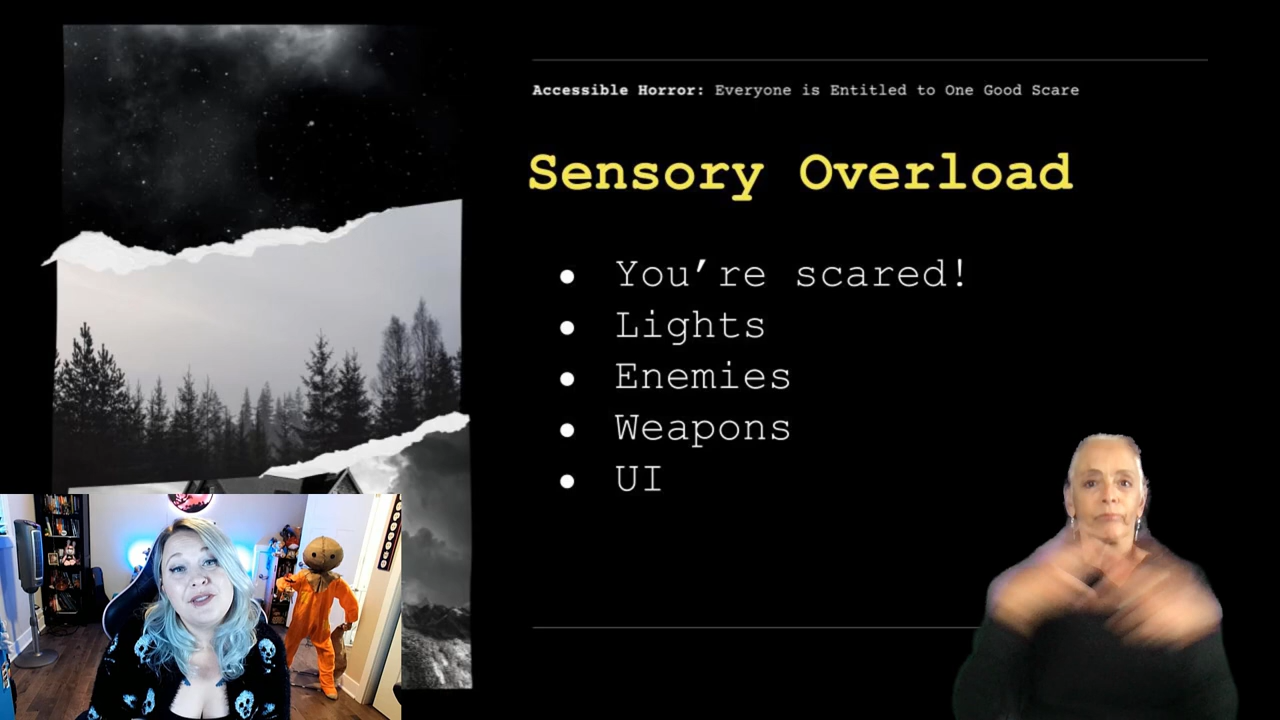 Accessible Horror: Everyone is Entitled to One Good Scare
Sensory Overload
● You’re scared!
● Lights
● Enemies
● Weapons
● UI